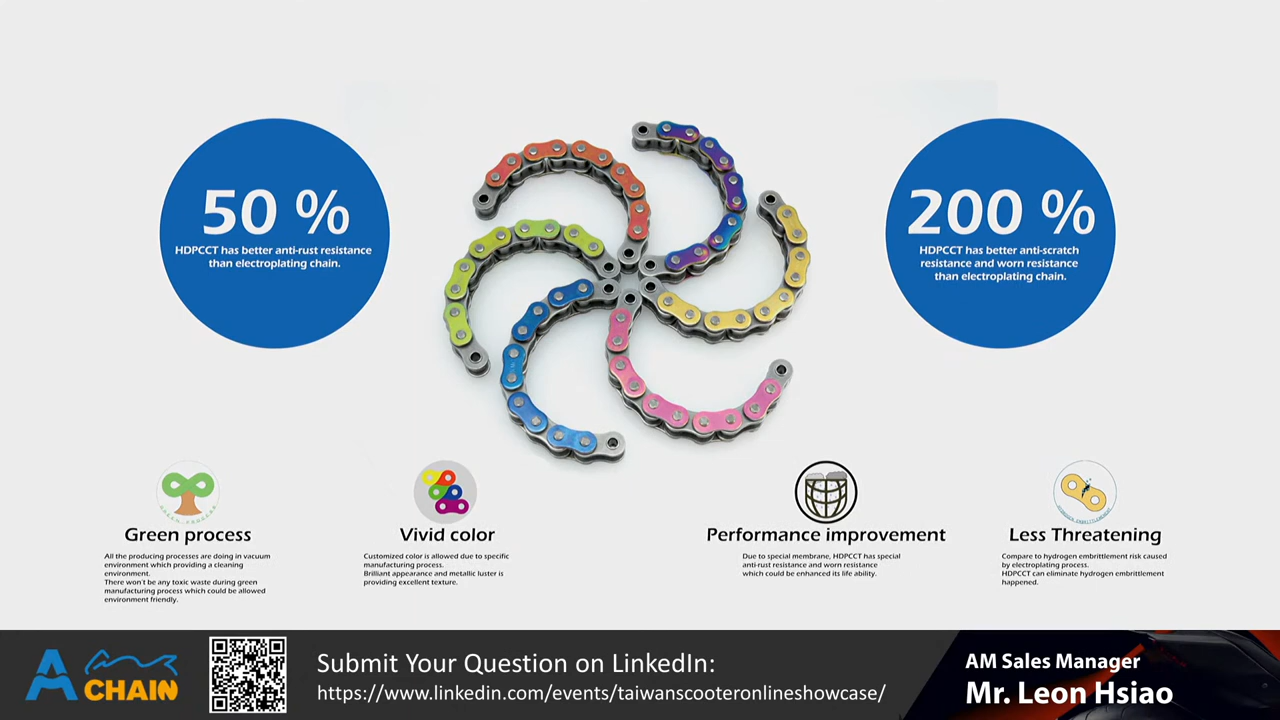 50 %
HDPCCT has better anti-rust resistance
than electroplating chain.
200 %
HDPCCT has better anti-scratch
resistance and worn resistance
than electroplating chain.
GREEN PROCESS
Green process
All the producing processes are doing in vacuum
environment which providing a cleaning
environment.
There won't be any toxic waste during green
manufacturing process which could be allowed
environment friendly.
Vivid color
Customized color is allowed due to specific
manufacturing process.
Brilliant appearance and metallic luster is
providing excellent texture.
Performance improvement
Due to special membrane, HDPCCT has special
anti-rust resistance and worn resistance
which could be enhanced its life ability.
HYDROGEN EMBRITTLEMENT
Less Threatening
Compare to hydrogen embrittlement risk caused
by electroplating process.
HDPCCT can eliminate hydrogen embrittlement
happened.
A CHAIN
Submit Your Question on LinkedIn:
https://www.linkedin.com/events/taiwanscooteronlineshowcase/
AM Sales Manager
Mr. Leon Hsiao